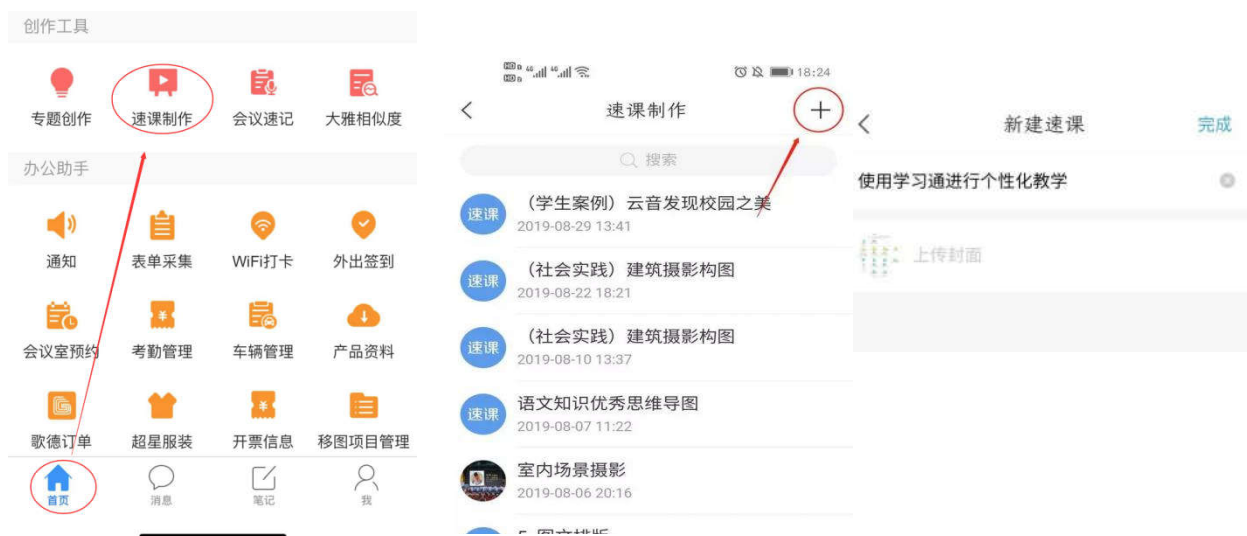 创作工具
专题创作 速课制作 会议速记 大雅相似度
办公助手
通知 表单采集 WiFi打卡 外出签到
会议室预约 考勤管理 车辆管理 产品资料
歌德订单 超星服装 开票信息 移图项目管理
首页 消息 笔记 我
18:24
速课制作
搜索
速课 （学生案例）云音发现校园之美
2019-08-29 13:41
速课 （社会实践）建筑摄影构图
2019-08-22 18:21
速课 （社会实践）建筑摄影构图
2019-08-10 13:37
速课 语文知识优秀思维导图
2019-08-07 11:22
室内场景摄影
2019-08-06 20:16
新建速课 完成
使用学习通进行个性化教学
上传封面